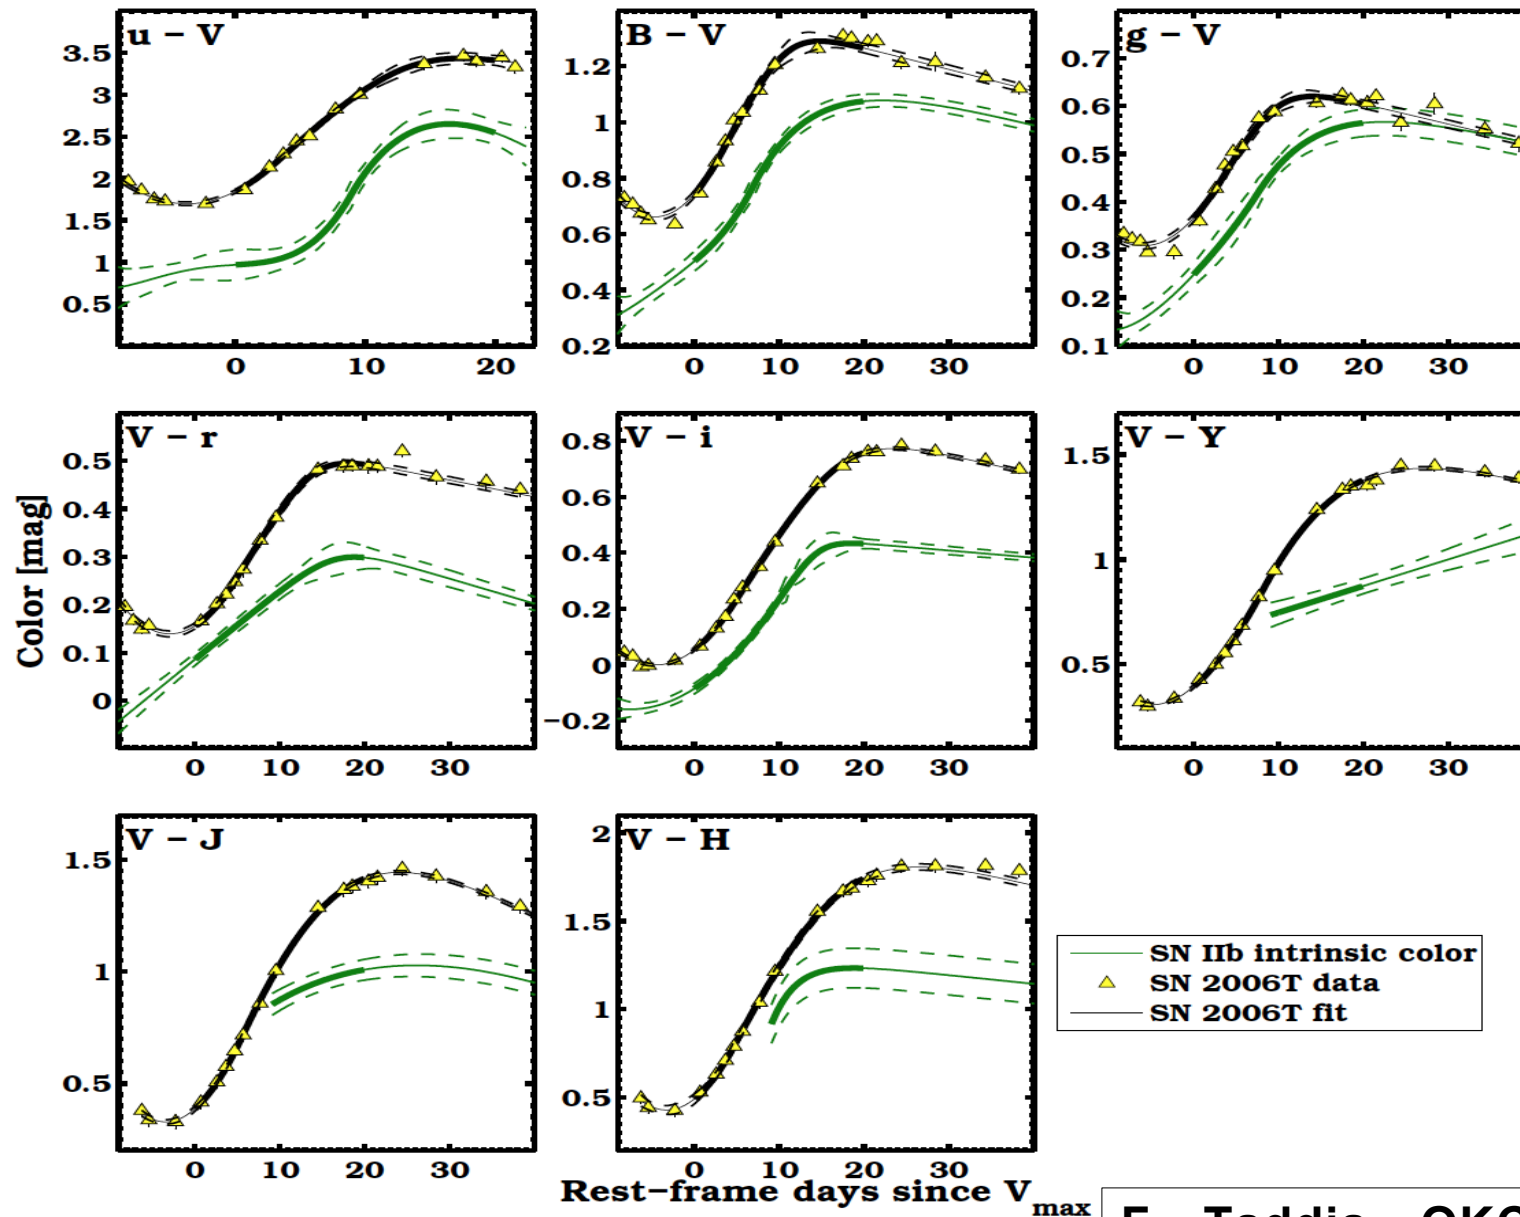 u − V
3.5
3
2.5
2
1.5
1
0.5
0 10 20
B − V
1.2
1
0.8
0.6
0.4
0.2
0 10 20 30
g − V
0.7
0.6
0.5
0.4
0.3
0.2
0.1
0 10 20 30
Color [mag]
V − r
0.5
0.4
0.3
0.2
0.1
0
0 10 20 30
V − i
0.8
0.6
0.4
0.2
0
−0.2
0 10 20 30
V − Y
1.5
1
0.5
0 10 20 30
V − J
1.5
1
0.5
0 10 20 30
V − H
2
1.5
1
0.5
0 10 20 30
SN IIb intrinsic color
SN 2006T data
SN 2006T fit
Rest−frame days since Vmax